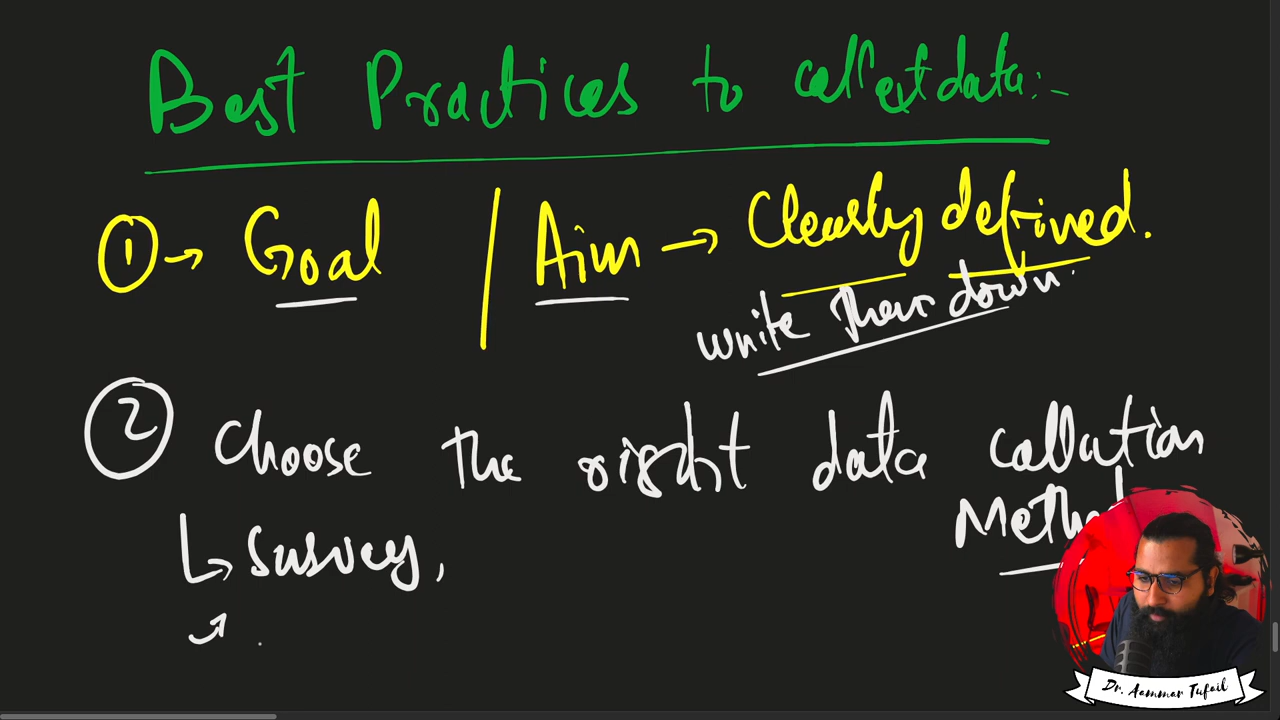 Best Practices to collect data:-
① → Goal / Aim → Clearly defined.
write them down.
② Choose the right data collection
Method
↳ Survey,
Dr. Aammar Tufail